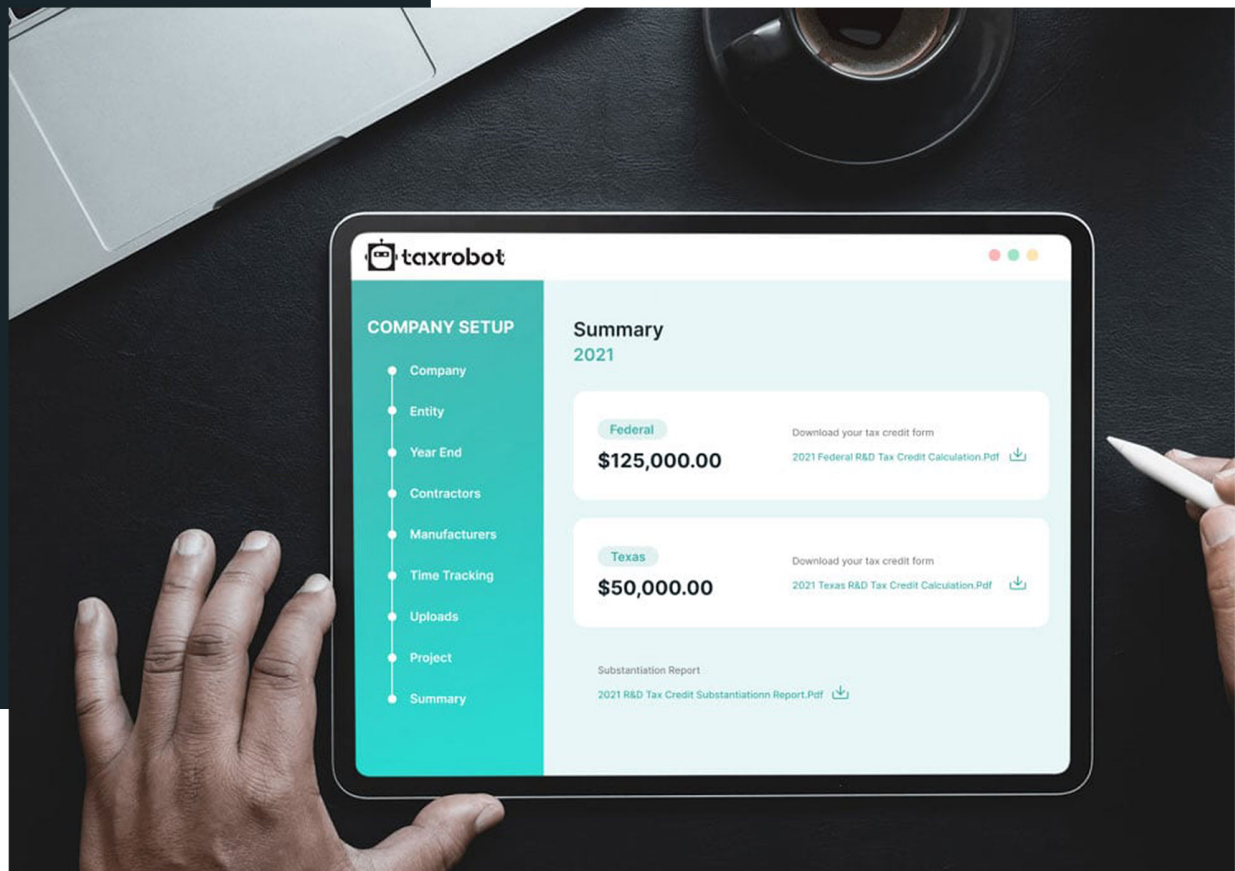 taxrobot
COMPANY SETUP
Company
Entity
Year End
Contractors
Manufacturers
Time Tracking
Uploads
Project
Summary
Summary
2021
Federal
$125,000.00
Download your tax credit form
2021 Federal R&D Tax Credit Calculation.Pdf
Texas
$50,000.00
Download your tax credit form
2021 Texas R&D Tax Credit Calculation.Pdf
Substantiation Report
2021 R&D Tax Credit Substantiationn Report.Pdf